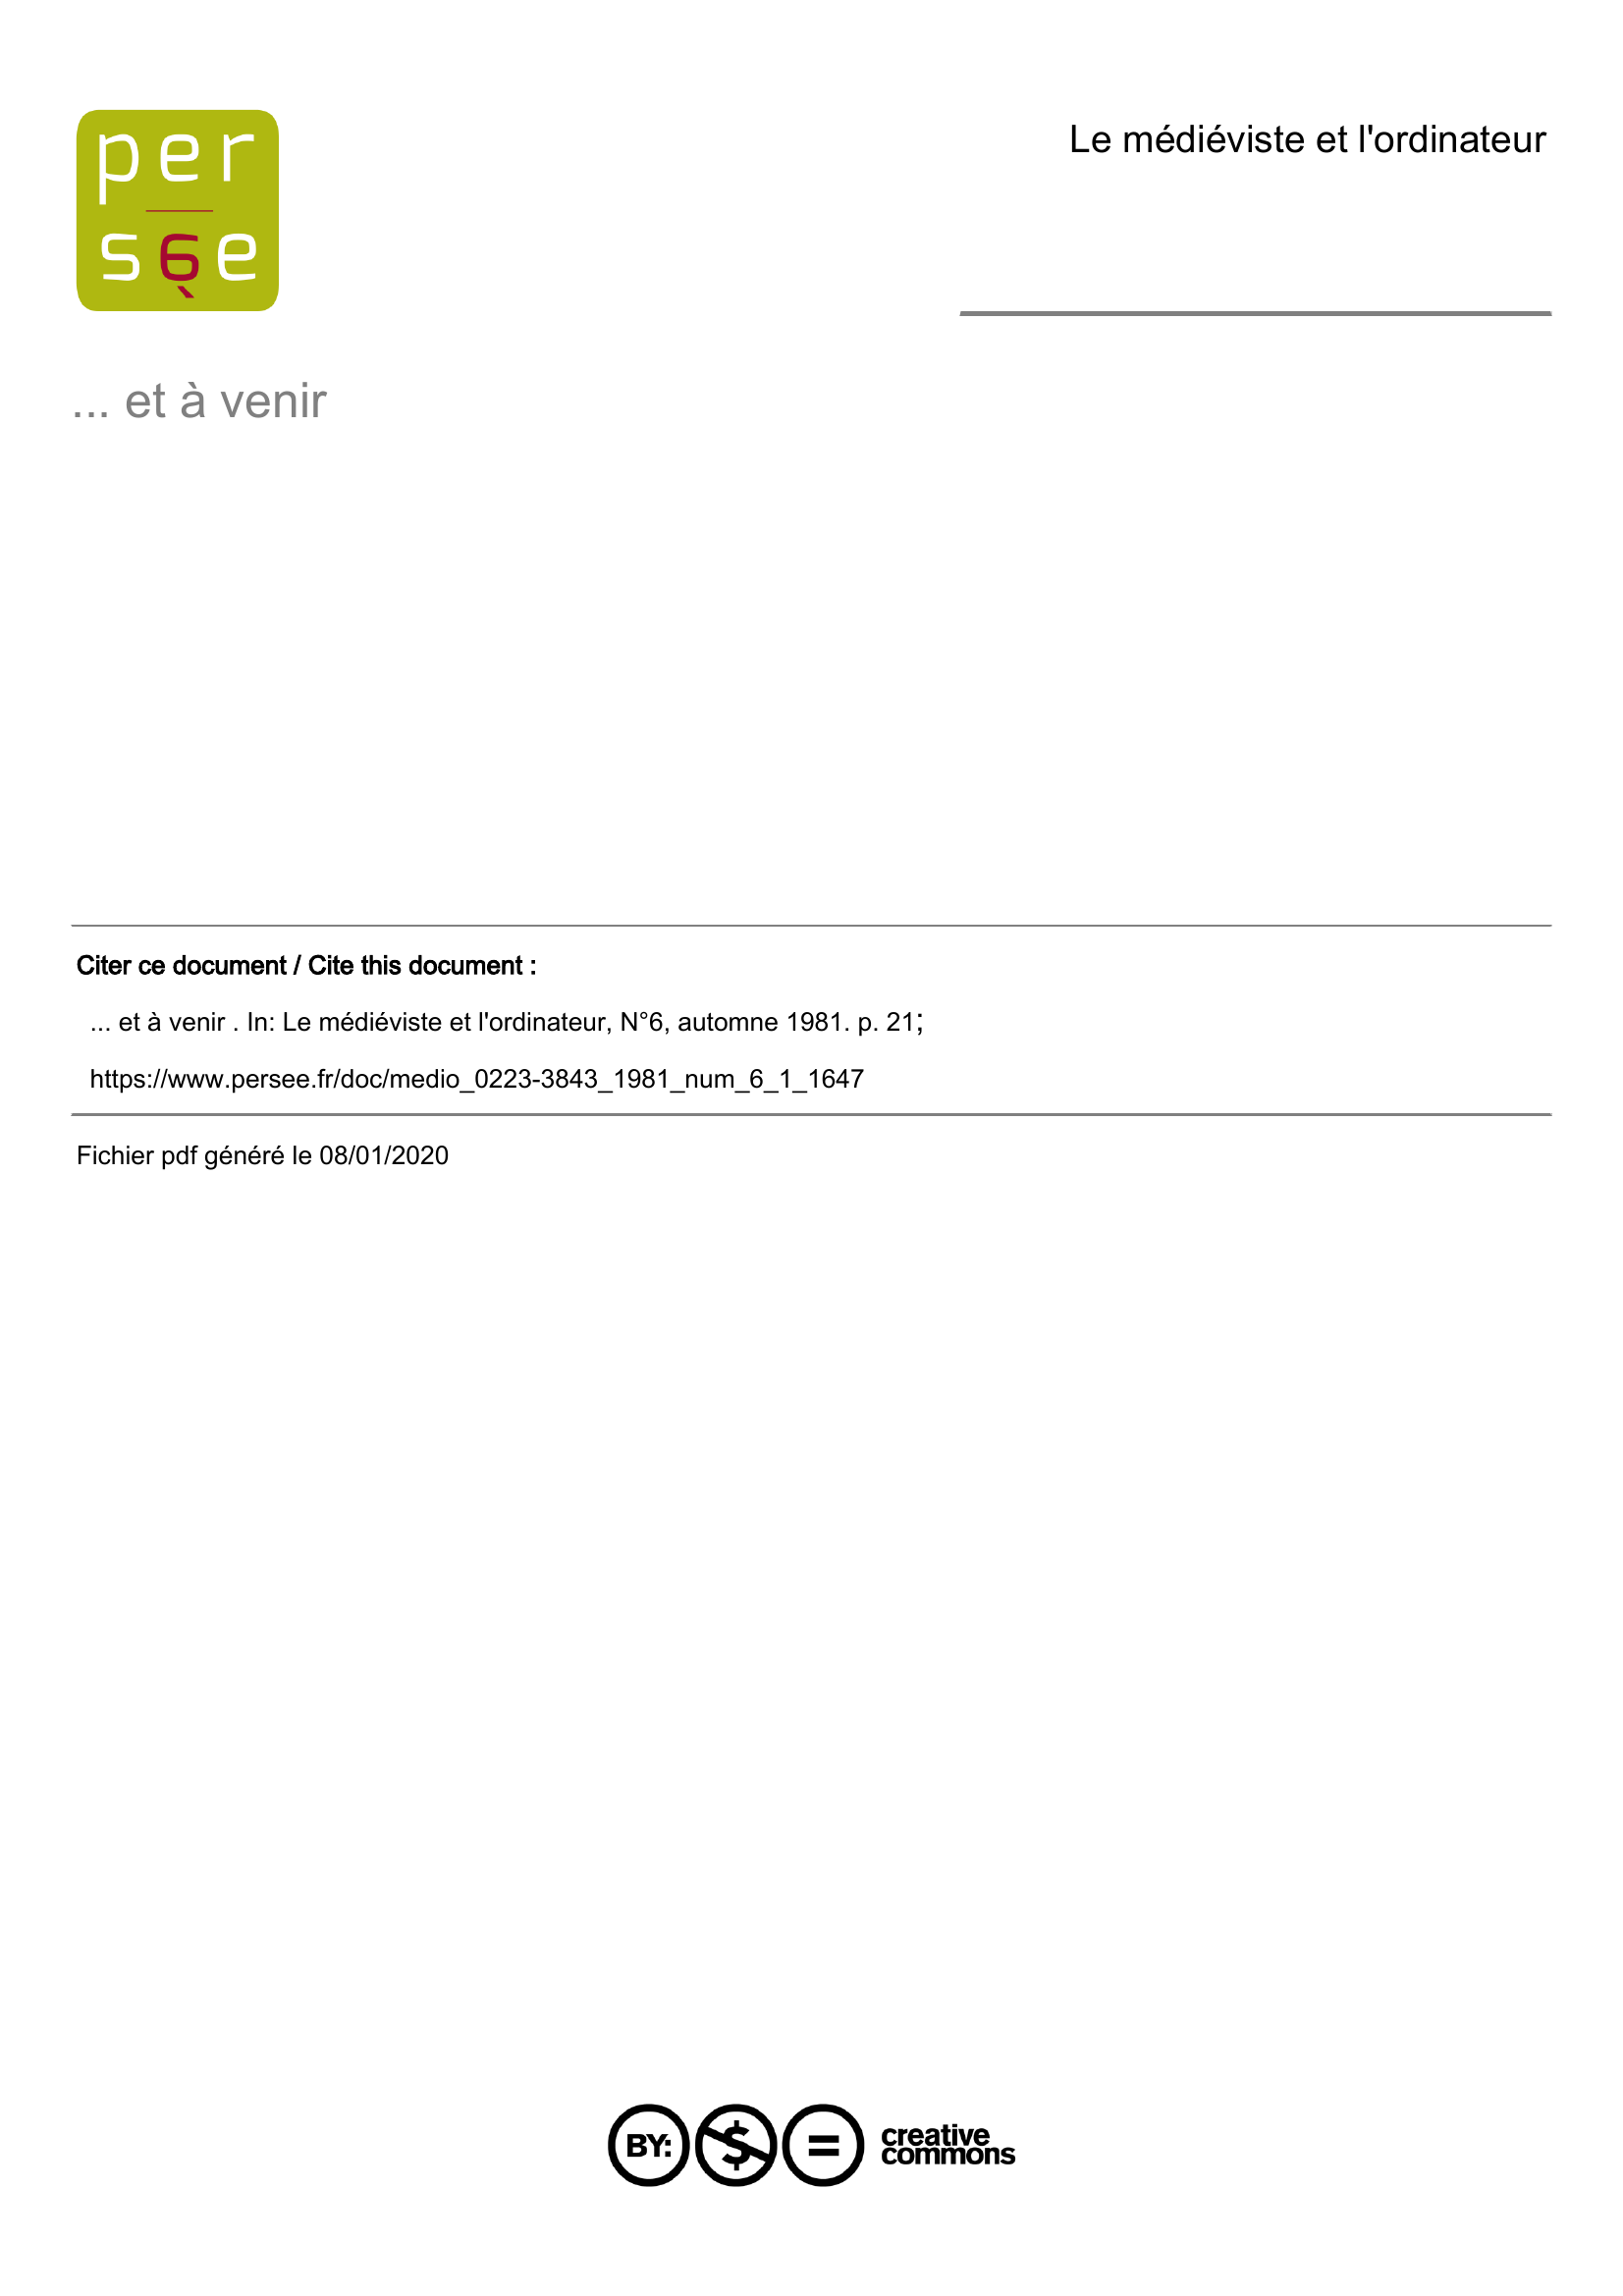 per
sée
Le médiéviste et l'ordinateur
... et à venir
Citer ce document / Cite this document :
... et à venir . In: Le médiéviste et l'ordinateur, N°6, automne 1981. p. 21;
https://www.persee.fr/doc/medio_0223-3843_1981_num_6_1_1647
Fichier pdf généré le 08/01/2020
BY: $ =
creative
commons